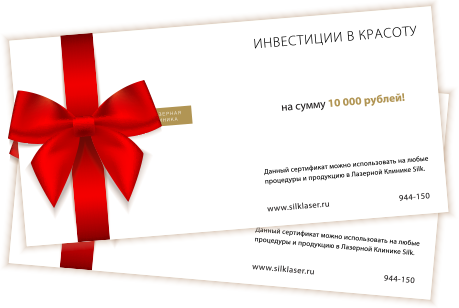 ИНВЕСТИЦИИ В КРАСОТУ
на сумму 10 000 рублей!
Данный сертификат можно использовать на любые
процедуры и продукцию в Лазерной Клинике Silk.
www.silklaser.ru
944-150
Данный сертификат можно использовать на любые
процедуры и продукцию в Лазерной Клинике Silk.
www.silklaser.ru
944-150